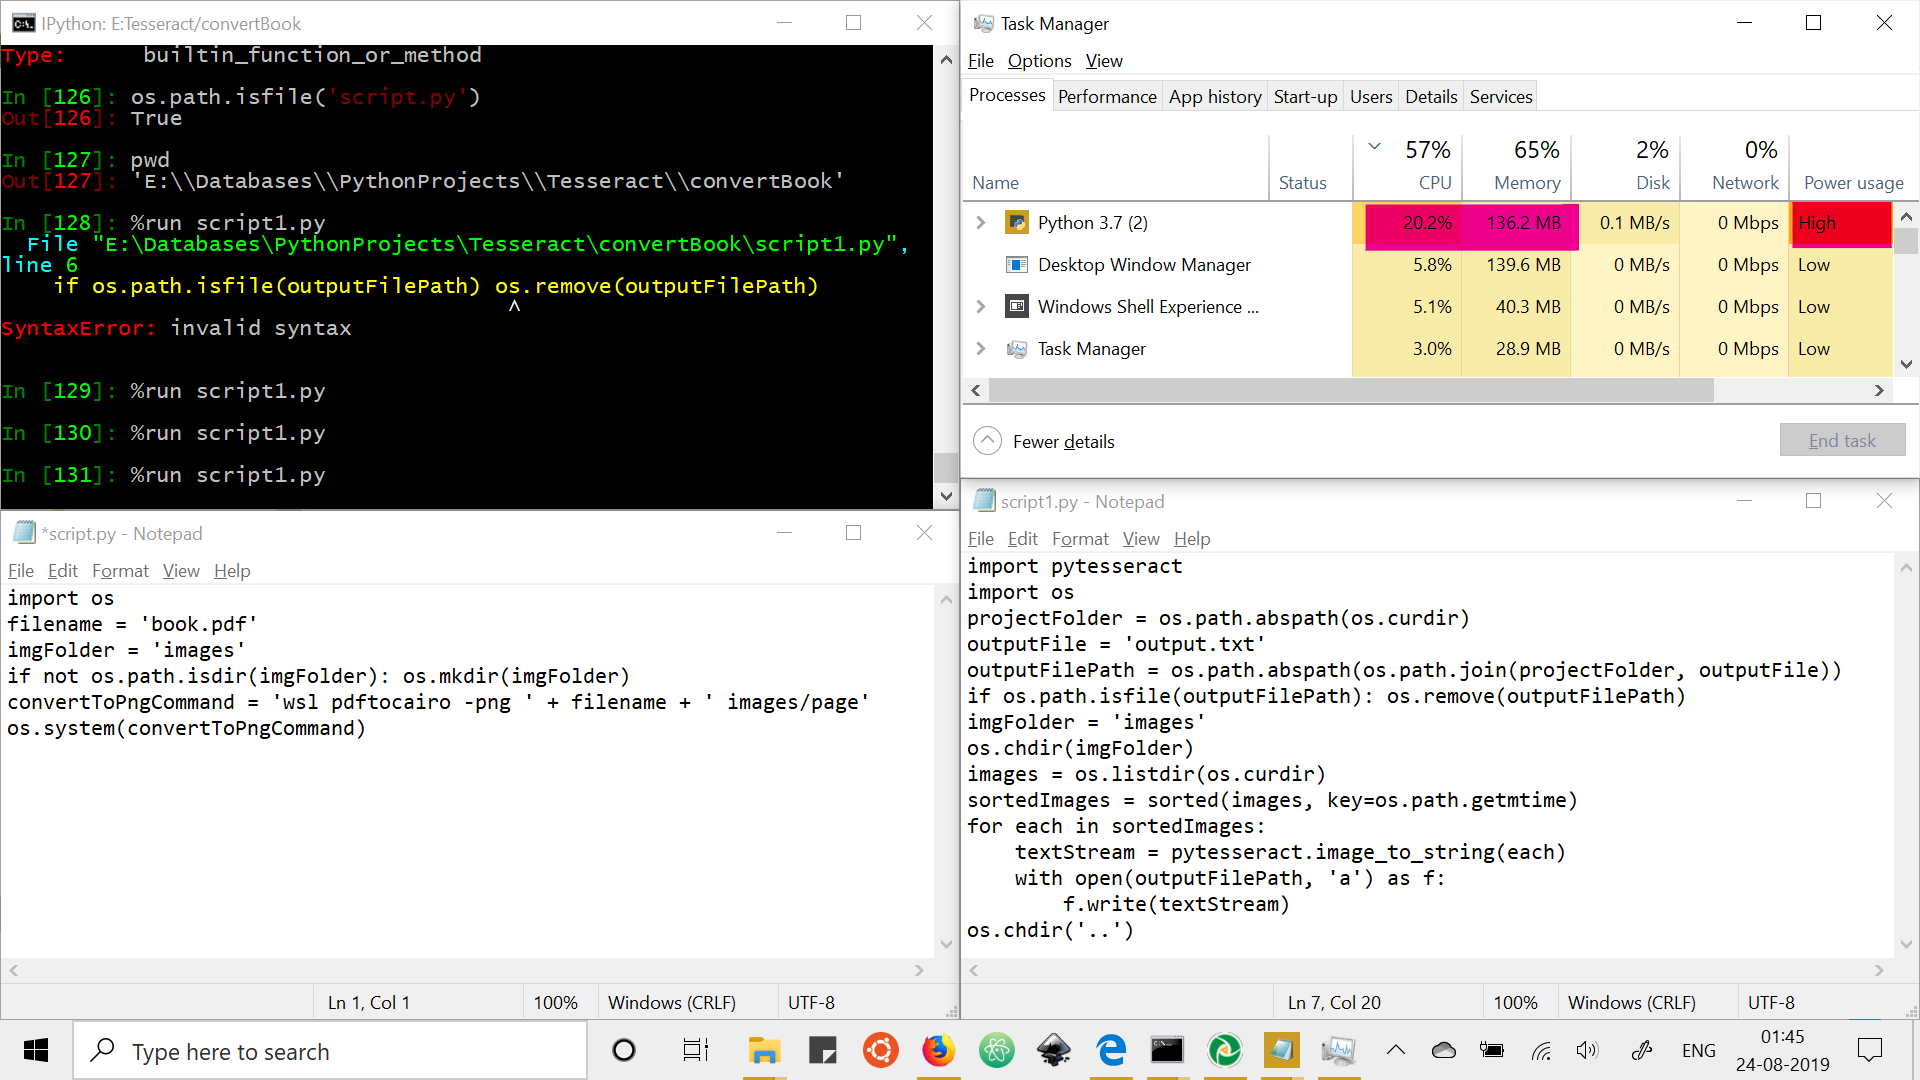 IPython: E:Tesseract/convertBook
Type:      builtin_function_or_method
In [126]: os.path.isfile('script.py')
Out[126]: True
In [127]: pwd
Out[127]: 'E:\\Databases\\PythonProjects\\Tesseract\\convertBook'
In [128]: %run script1.py
  File "E:\Databases\PythonProjects\Tesseract\convertBook\script1.py",
line 6
    if os.path.isfile(outputFilePath) os.remove(outputFilePath)
                                       ^
SyntaxError: invalid syntax
In [129]: %run script1.py
In [130]: %run script1.py
In [131]: %run script1.py
Task Manager
File Options View
Processes Performance App history Start-up Users Details Services
57% 65% 2% 0%
Name Status CPU Memory Disk Network Power usage
Python 3.7 (2) 20.2% 136.2 MB 0.1 MB/s 0 Mbps High
Desktop Window Manager 5.8% 139.6 MB 0 MB/s 0 Mbps Low
Windows Shell Experience ... 5.1% 40.3 MB 0 MB/s 0 Mbps Low
Task Manager 3.0% 28.9 MB 0 MB/s 0 Mbps Low
Fewer details
End task
*script.py - Notepad
File Edit Format View Help
import os
filename = 'book.pdf'
imgFolder = 'images'
if not os.path.isdir(imgFolder): os.mkdir(imgFolder)
convertToPngCommand = 'wsl pdftocairo -png ' + filename + ' images/page'
os.system(convertToPngCommand)
Ln 1, Col 1 100% Windows (CRLF) UTF-8
script1.py - Notepad
File Edit Format View Help
import pytesseract
import os
projectFolder = os.path.abspath(os.curdir)
outputFile = 'output.txt'
outputFilePath = os.path.abspath(os.path.join(projectFolder, outputFile))
if os.path.isfile(outputFilePath): os.remove(outputFilePath)
imgFolder = 'images'
os.chdir(imgFolder)
images = os.listdir(os.curdir)
sortedImages = sorted(images, key=os.path.getmtime)
for each in sortedImages:
    textStream = pytesseract.image_to_string(each)
    with open(outputFilePath, 'a') as f:
        f.write(textStream)
os.chdir('..')
Ln 7, Col 20 100% Windows (CRLF) UTF-8
Type here to search
ENG
01:45
24-08-2019